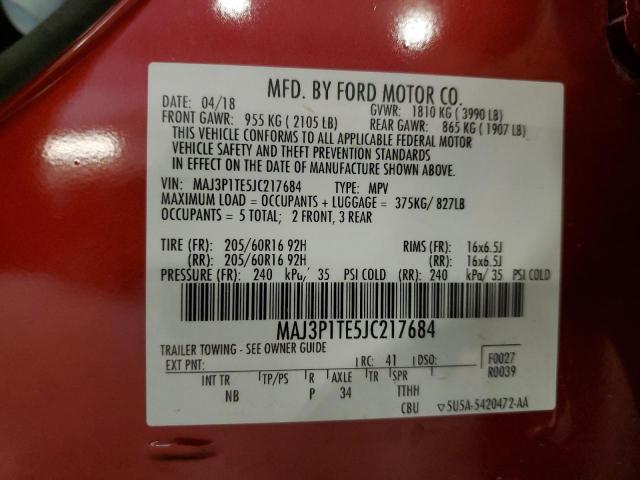 MFD. BY FORD MOTOR CO.
DATE: 04/18 GVWR: 1810 KG ( 3990 LB)
FRONT GAWR: 955 KG ( 2105 LB) REAR GAWR: 865 KG ( 1907 LB)
THIS VEHICLE CONFORMS TO ALL APPLICABLE FEDERAL MOTOR
VEHICLE SAFETY AND THEFT PREVENTION STANDARDS
IN EFFECT ON THE DATE OF MANUFACTURE SHOWN ABOVE.
VIN: MAJ3P1TE5JC217684 TYPE: MPV
MAXIMUM LOAD = OCCUPANTS + LUGGAGE = 375KG/ 827LB
OCCUPANTS = 5 TOTAL; 2 FRONT, 3 REAR
TIRE (FR): 205/60R16 92H RIMS (FR): 16x6.5J
(RR): 205/60R16 92H (RR): 16x6.5J
PRESSURE (FR): 240 kPa/ 35 PSI COLD (RR): 240 kPa/ 35 PSI COLD
MAJ3P1TE5JC217684
TRAILER TOWING - SEE OWNER GUIDE
EXT PNT: RC: 41 DSO: F0027
R0039
INT TR TP/PS R AXLE TR SPR
NB P 34 TTHH
CBU ▽5U5A-5420472-AA